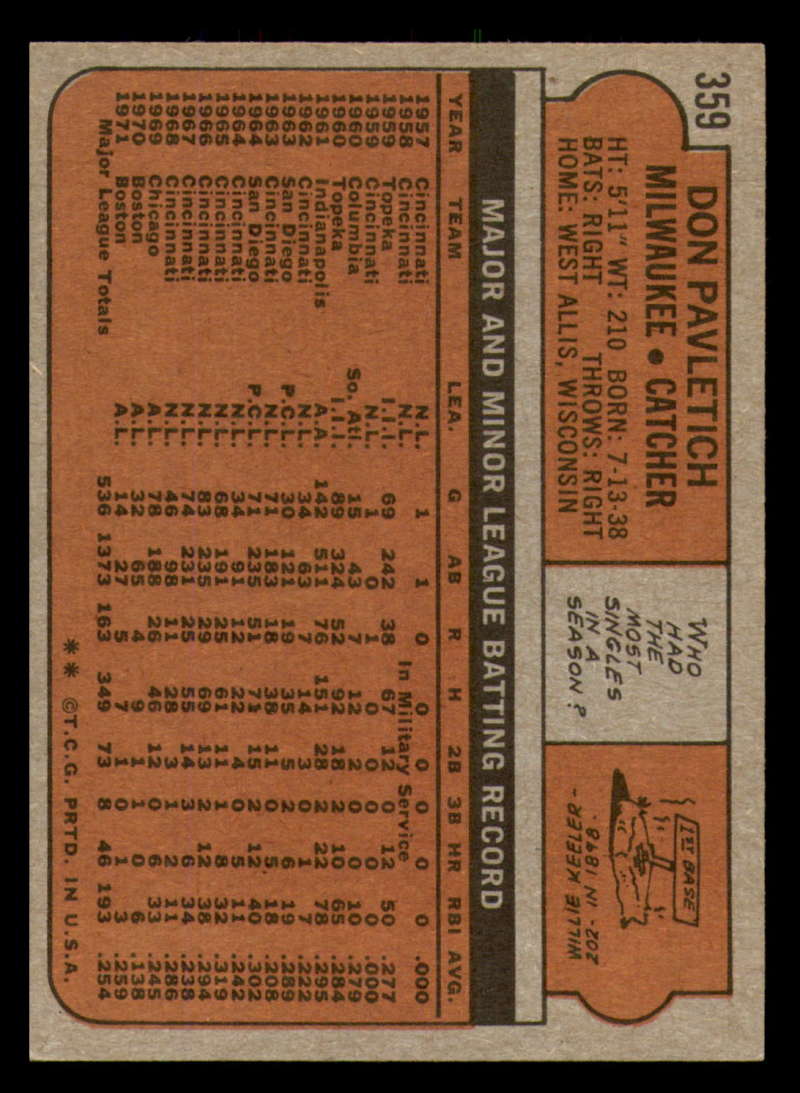 359
DON PAVLETICH
MILWAUKEE • CATCHER
HT: 5'11" WT: 210 BORN: 7-13-38
BATS: RIGHT THROWS: RIGHT
HOME: WEST ALLIS, WISCONSIN
WHO
HAD
THE
MOST
SINGLES
IN A
SEASON?
1ST BASE
202 - IN 1898.
WILLIE KEELER -
MAJOR AND MINOR LEAGUE BATTING RECORD
YEAR TEAM LEA. G AB R H 2B 3B HR RBI AVG.
1957 Cincinnati N.L. 1 1 0 0 0 0 0 0 .000
1958 Cincinnati N.L. In Military Service
1959 Topeka I.I.I. 69 242 38 67 12 0 12 50 .277
1959 Cincinnati N.L. 1 0 1 0 0 0 0 0 .000
1960 Columbia So. Atl. 15 43 7 12 2 0 0 10 .279
1960 Topeka I.I.I. 89 324 52 92 18 2 10 65 .284
1961 Indianapolis A.A. 142 511 76 151 28 2 22 78 .295
1962 Cincinnati N.L. 34 63 7 14 3 0 1 7 .222
1963 San Diego P.C.L. 30 121 19 35 5 2 6 19 .289
1963 Cincinnati N.L. 71 183 18 38 11 0 5 18 .208
1964 San Diego P.C.L. 71 235 51 71 15 2 12 40 .302
1964 Cincinnati N.L. 34 91 12 22 4 0 5 11 .242
1965 Cincinnati N.L. 68 191 25 61 11 1 8 32 .319
1966 Cincinnati N.L. 83 235 29 69 13 2 12 38 .294
1967 Cincinnati N.L. 74 231 25 55 14 3 6 34 .238
1968 Cincinnati N.L. 46 98 11 28 3 1 2 11 .286
1969 Chicago A.L. 78 188 26 46 12 0 6 33 .245
1970 Boston A.L. 32 65 4 9 1 1 0 6 .138
1971 Boston A.L. 14 27 5 7 1 0 1 3 .259
Major League Totals 536 1373 163 349 73 8 46 193 .254
** ©T.C.G. PRTD. IN U.S.A.